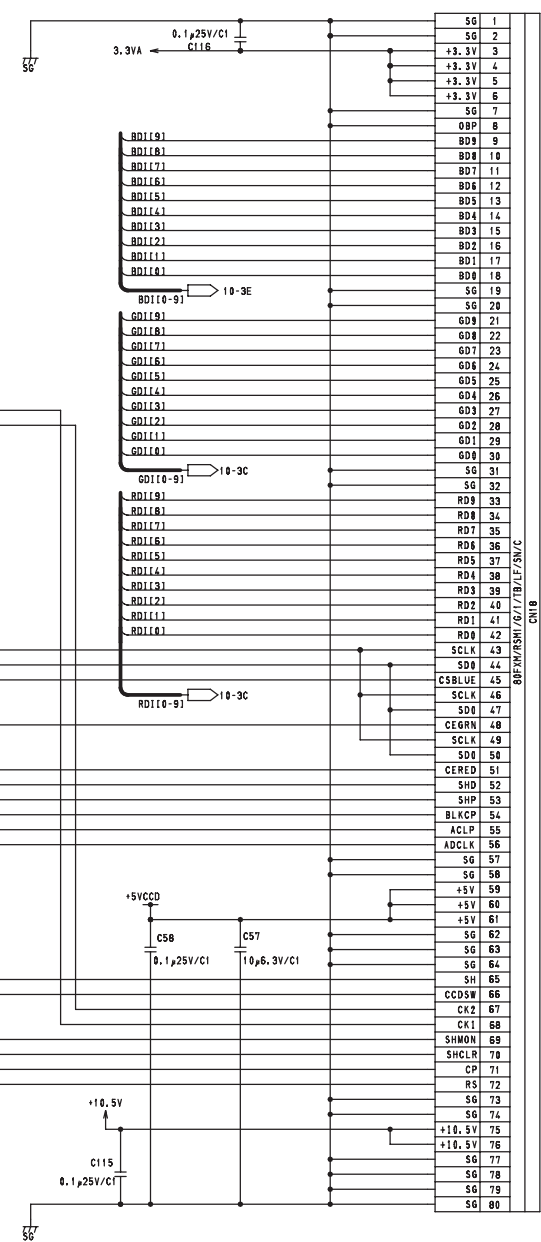 SG 1
SG 2
0.1μ25V/C1
C116
3.3VA
+3.3V 3
SG
+3.3V 4
+3.3V 5
+3.3V 6
SG 7
OBP 8
BDI[9] BD9 9
BDI[8] BD8 10
BDI[7] BD7 11
BDI[6] BD6 12
BDI[5] BD5 13
BDI[4] BD4 14
BDI[3] BD3 15
BDI[2] BD2 16
BDI[1] BD1 17
BDI[0] BD0 18
BDI[0-9] 10-3E
SG 19
SG 20
GDI[9] GD9 21
GDI[8] GD8 22
GDI[7] GD7 23
GDI[6] GD6 24
GDI[5] GD5 25
GDI[4] GD4 26
GDI[3] GD3 27
GDI[2] GD2 28
GDI[1] GD1 29
GDI[0] GD0 30
GDI[0-9] 10-3C
SG 31
SG 32
RDI[9] RD9 33
RDI[8] RD8 34
RDI[7] RD7 35
RDI[6] RD6 36
RDI[5] RD5 37
RDI[4] RD4 38
RDI[3] RD3 39
RDI[2] RD2 40
RDI[1] RD1 41
RDI[0] RD0 42
80FXM/RSM1/G/1/TB/LF/SN/C
CN18
SCLK 43
SDO 44
CSBLUE 45
RDI[0-9] 10-3C
SCLK 46
SDO 47
CEGRN 48
SCLK 49
SDO 50
CERED 51
SHD 52
SHP 53
BLKCP 54
ACLP 55
ADCLK 56
SG 57
SG 58
+5VCCD
+5V 59
+5V 60
+5V 61
C58
0.1μ25V/C1
C57
10μ6.3V/C1
SG 62
SG 63
SG 64
SH 65
CCDSW 66
CK2 67
CK1 68
SHMON 69
SHCLR 70
CP 71
RS 72
SG 73
SG 74
+10.5V
+10.5V 75
+10.5V 76
C115
0.1μ25V/C1
SG 77
SG 78
SG 79
SG 80
SG